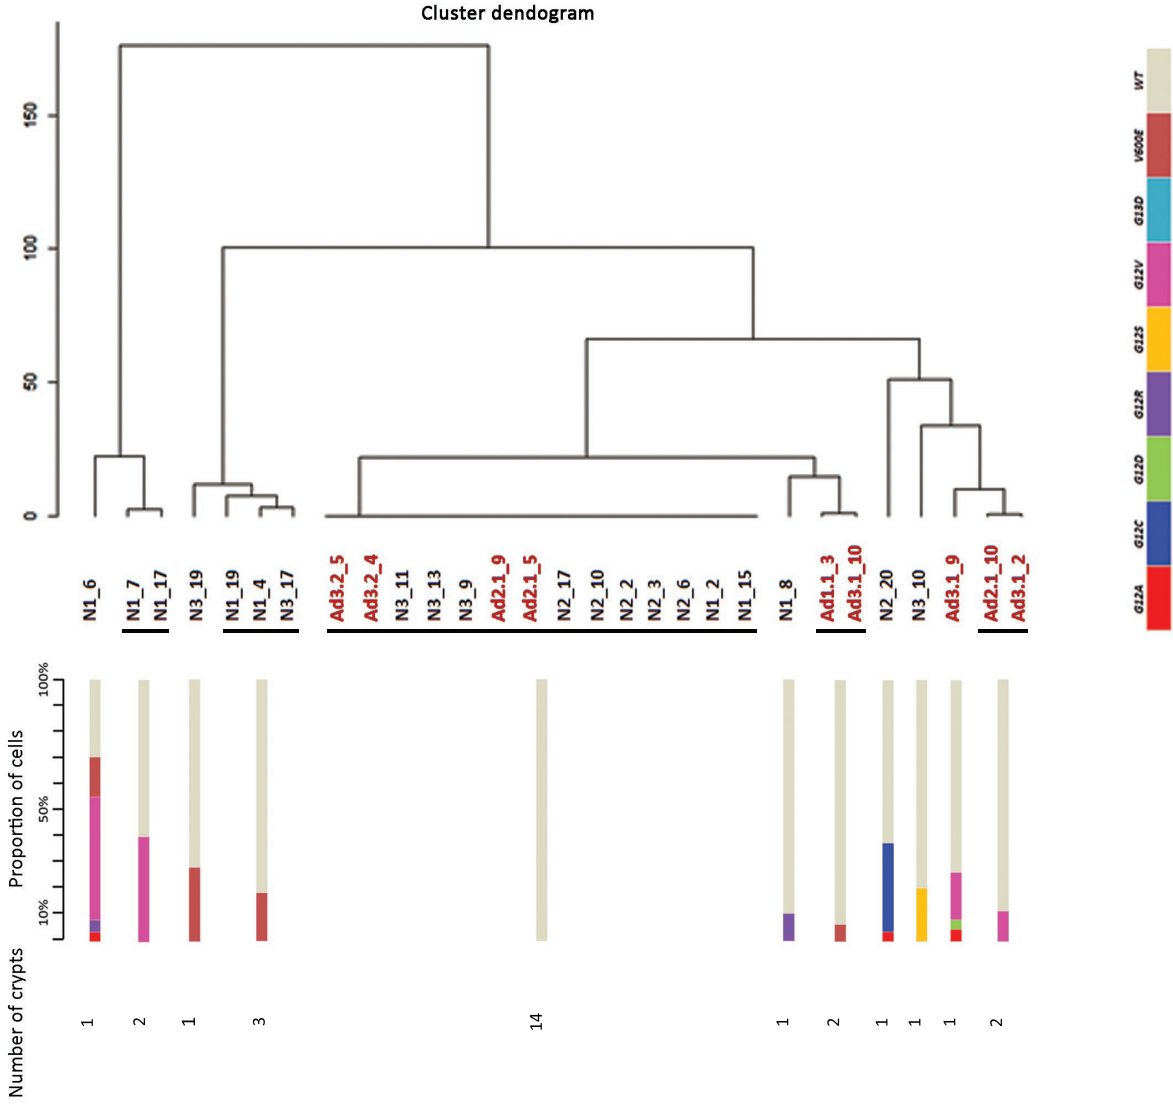 Cluster dendogram
150
100
50
0
N1_6
N1_7
N1_17
N3_19
N1_19
N1_4
N3_17
Ad3.2_5
Ad3.2_4
N3_11
N3_13
N3_9
Ad2.1_9
Ad2.1_5
N2_17
N2_10
N2_2
N2_3
N2_6
N1_2
N1_15
N1_8
Ad1.1_3
Ad3.1_10
N2_20
N3_10
Ad3.1_9
Ad2.1_10
Ad3.1_2
WT
V600E
G13D
G12V
G12S
G12R
G12D
G12C
G12A
Proportion of cells
100%
50%
10%
Number of crypts
1
2
1
3
14
1
2
1
1
1
2